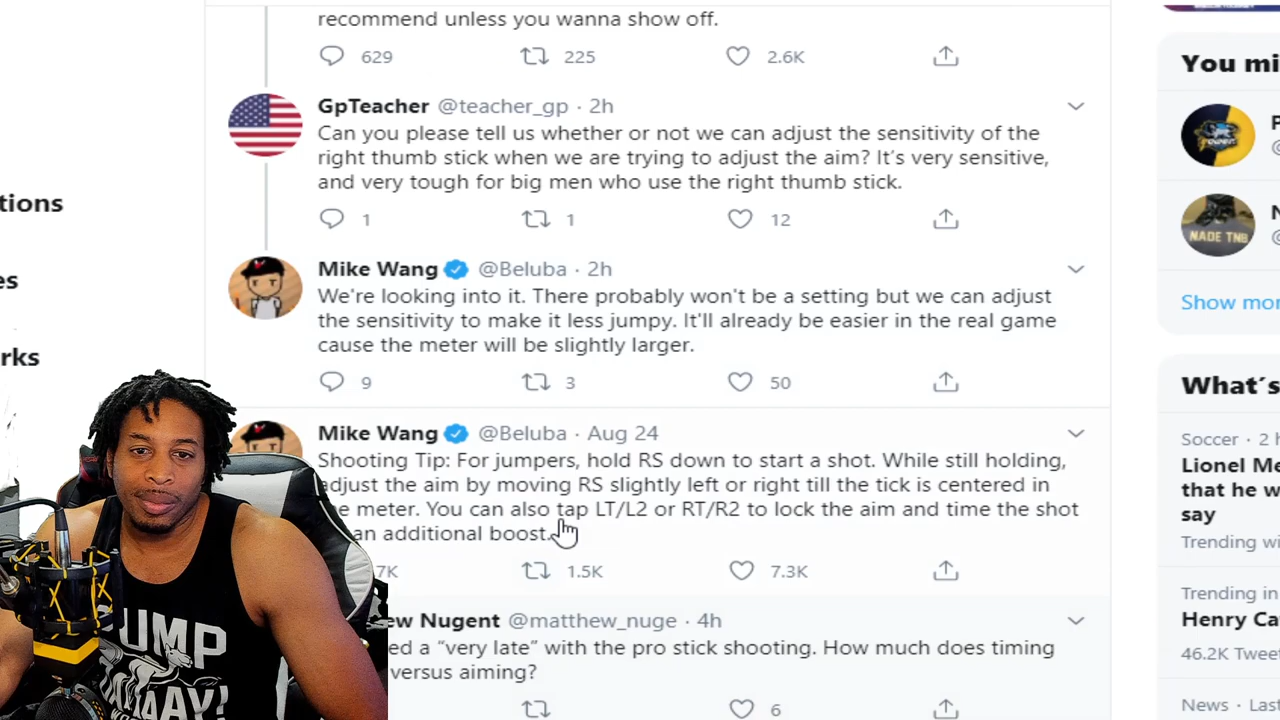 recommend unless you wanna show off.
629 225 2.6K
GpTeacher @teacher_gp · 2h
Can you please tell us whether or not we can adjust the sensitivity of the
right thumb stick when we are trying to adjust the aim? It's very sensitive,
and very tough for big men who use the right thumb stick.
1 1 12
Mike Wang @Beluba · 2h
We're looking into it. There probably won't be a setting but we can adjust
the sensitivity to make it less jumpy. It'll already be easier in the real game
cause the meter will be slightly larger.
9 3 50
Mike Wang @Beluba · Aug 24
Shooting Tip: For jumpers, hold RS down to start a shot. While still holding,
adjust the aim by moving RS slightly left or right till the tick is centered in
meter. You can also tap LT/L2 or RT/R2 to lock the aim and time the shot
an additional boost.
7K 1.5K 7.3K
ew Nugent @matthew_nuge · 4h
ed a “very late” with the pro stick shooting. How much does timing
versus aiming?
6
tions
es
rks
You mi
NADE TNB
Show mor
What's
Soccer · 2 h
Lionel Me
that he w
say
Trending wi
Trending in
Henry Ca
46.2K Tweet
News · Last